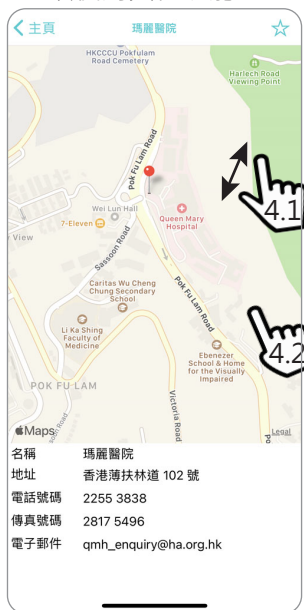 主頁
瑪麗醫院
HKCCCU Pokfulam
Road Cemetery
Harlech Road
Viewing Point
Pok Fu Lam Road
4.1
Wei Lun Hall
7-Eleven
Queen Mary
Hospital
View
Sassoon Road
Caritas Wu Cheng
Chung Secondary
School
Pok Fu Lam Road
Li Ka Shing
Faculty of
Medicine
4.2
Ebenezer
School & Home
for the Visually
Impaired
POK FU LAM
Victoria Road
Maps
Legal
名稱 瑪麗醫院
地址 香港薄扶林道 102 號
電話號碼 2255 3838
傳真號碼 2817 5496
電子郵件 qmh_enquiry@ha.org.hk